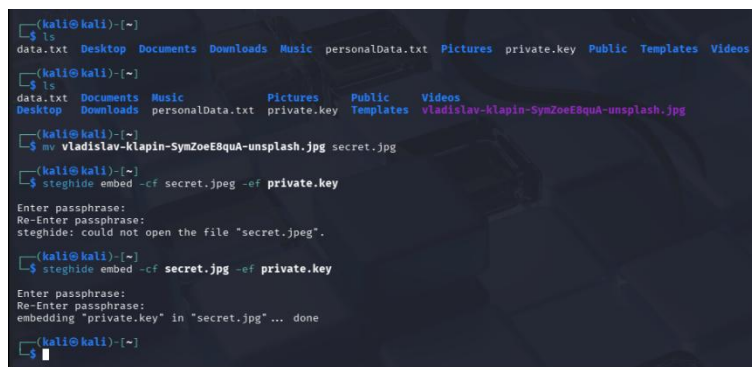 ┌──(kali㉿kali)-[~]
└─$ ls
data.txt Desktop Documents Downloads Music personalData.txt Pictures private.key Public Templates Videos
┌──(kali㉿kali)-[~]
└─$ ls
data.txt Documents Music Pictures Public Videos
Desktop Downloads personalData.txt private.key Templates vladislav-klapin-SymZoeE8quA-unsplash.jpg
┌──(kali㉿kali)-[~]
└─$ mv vladislav-klapin-SymZoeE8quA-unsplash.jpg secret.jpg
┌──(kali㉿kali)-[~]
└─$ steghide embed -cf secret.jpeg -ef private.key
Enter passphrase:
Re-Enter passphrase:
steghide: could not open the file "secret.jpeg".
┌──(kali㉿kali)-[~]
└─$ steghide embed -cf secret.jpg -ef private.key
Enter passphrase:
Re-Enter passphrase:
embedding "private.key" in "secret.jpg"... done
┌──(kali㉿kali)-[~]
└─$